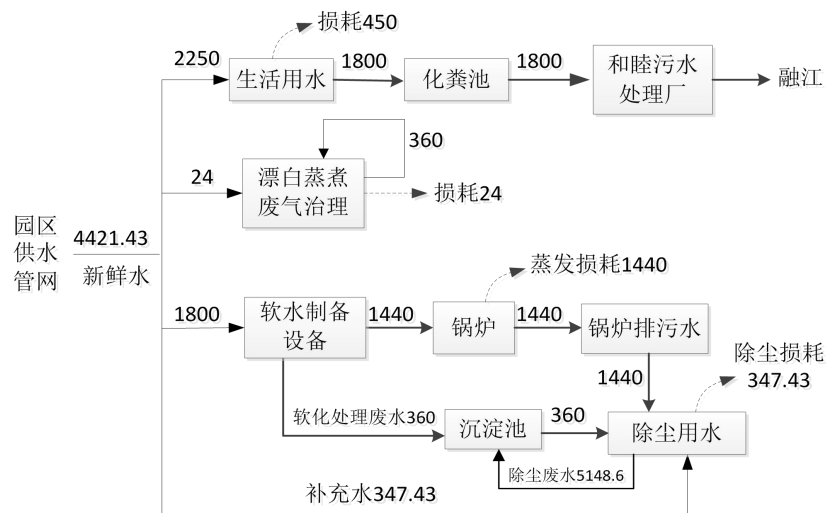 损耗450
2250
生活用水
1800
化粪池
1800
和睦污水
处理厂
融江
360
24
漂白蒸煮
废气治理
损耗24
园区
供水
管网
4421.43
新鲜水
蒸发损耗1440
1800
软水制备
设备
1440
锅炉
1440
锅炉排污水
1440
除尘损耗
347.43
软化处理废水360
沉淀池
360
除尘用水
除尘废水5148.6
补充水347.43